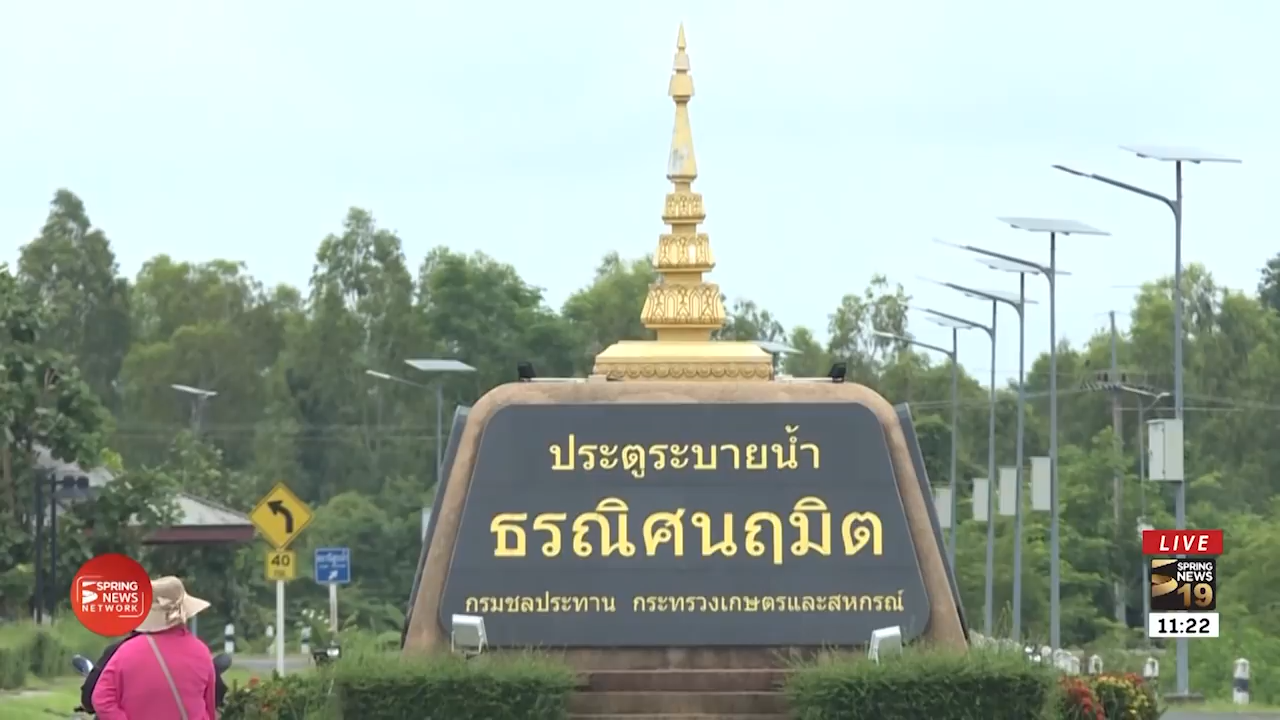 ประตูระบายน้ำ
ธรณิศนฤมิต
กรมชลประทาน กระทรวงเกษตรและสหกรณ์
40
SPRING
NEWS
NETWORK
LIVE
SPRING
NEWS
19
11:22